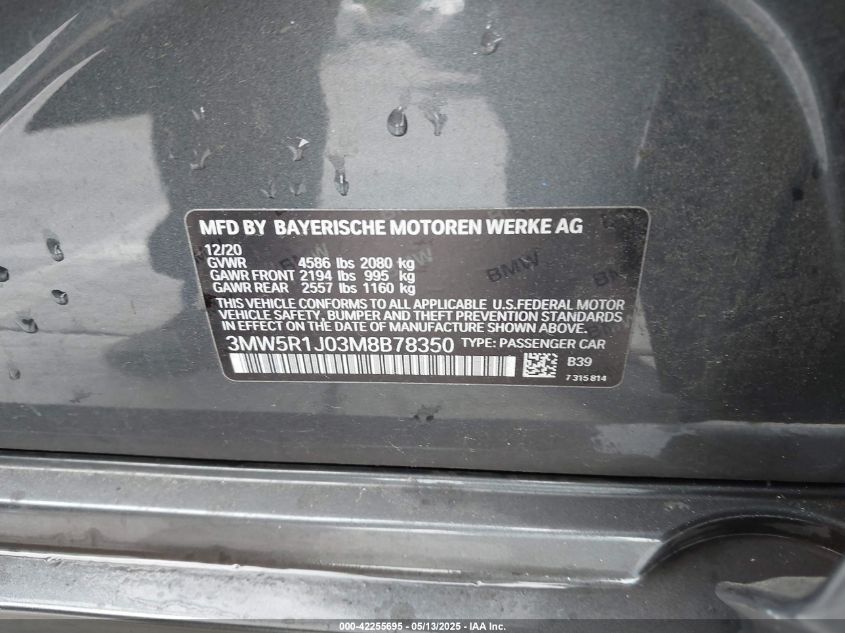 MFD BY BAYERISCHE MOTOREN WERKE AG
12/20
GVWR 4586 lbs 2080 kg
GAWR FRONT 2194 lbs 995 kg
GAWR REAR 2557 lbs 1160 kg
THIS VEHICLE CONFORMS TO ALL APPLICABLE U.S.FEDERAL MOTOR
VEHICLE SAFETY, BUMPER AND THEFT PREVENTION STANDARDS
IN EFFECT ON THE DATE OF MANUFACTURE SHOWN ABOVE.
3MW5R1J03M8B78350 TYPE: PASSENGER CAR
B39
7 315 814
BMW
000-42255695 - 05/13/2025 - IAA Inc.